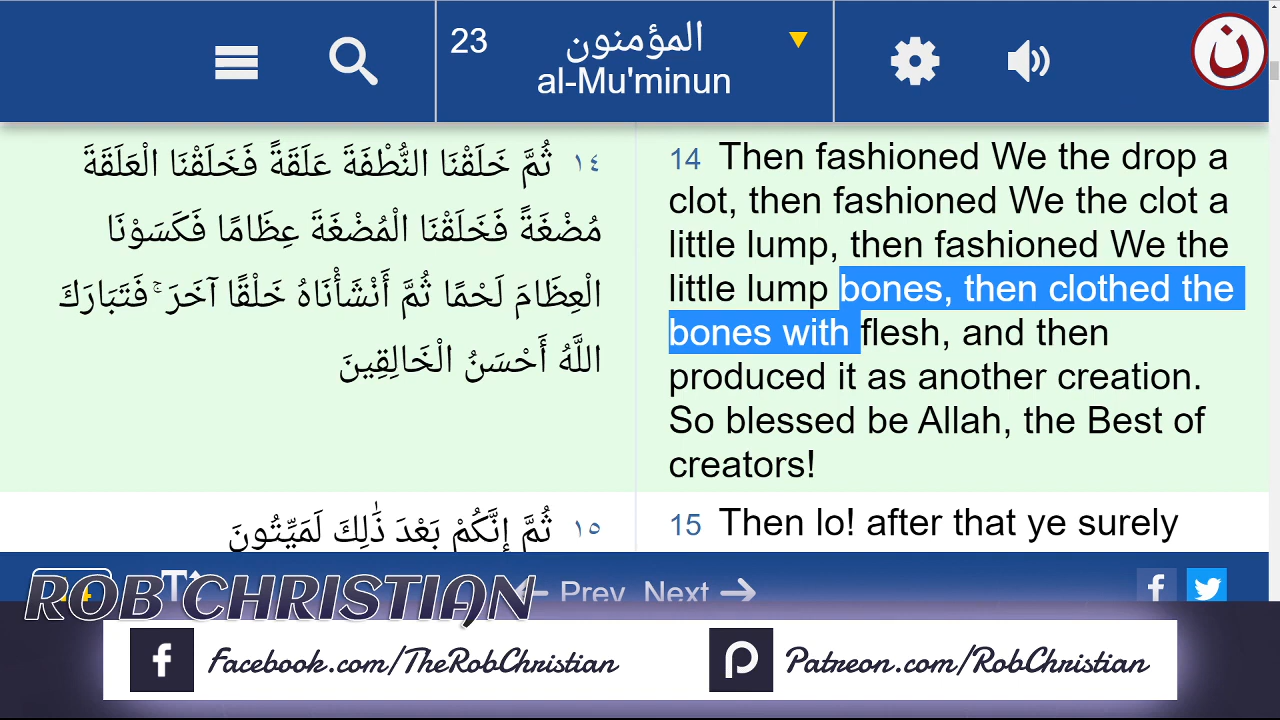 23
المؤمنون
al-Mu'minun
ن
١٤ ثُمَّ خَلَقْنَا النُّطْفَةَ عَلَقَةً فَخَلَقْنَا الْعَلَقَةَ
مُضْغَةً فَخَلَقْنَا الْمُضْغَةَ عِظَامًا فَكَسَوْنَا
الْعِظَامَ لَحْمًا ثُمَّ أَنْشَأْنَاهُ خَلْقًا آخَرَ ۚ فَتَبَارَكَ
اللَّهُ أَحْسَنُ الْخَالِقِينَ
14 Then fashioned We the drop a
clot, then fashioned We the clot a
little lump, then fashioned We the
little lump bones, then clothed the
bones with flesh, and then
produced it as another creation.
So blessed be Allah, the Best of
creators!
١٥ ثُمَّ إِنَّكُمْ بَعْدَ ذَٰلِكَ لَمَيِّتُونَ
15 Then lo! after that ye surely
Prev Next
ROB CHRISTIAN
Facebook.com/TheRobChristian
Patreon.com/RobChristian